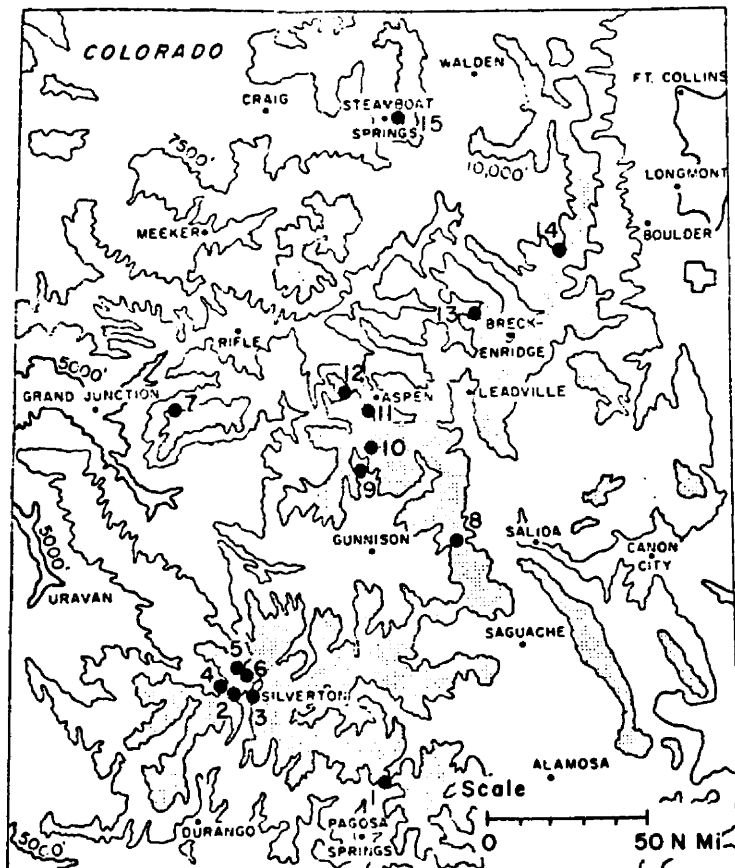 COLORADO
WALDEN
FT. COLLINS
CRAIG
STEAMBOAT
SPRINGS
15
7500'
10,000'
LONGMONT
MEEKER
14
BOULDER
13
BRECK-
ENRIDGE
RIFLE
5000'
12
GRAND JUNCTION
ASPEN
LEADVILLE
7
11
10
9
8
GUNNISON
SALIDA
CANON
CITY
5000'
URAVAN
SAGUACHE
5
6
4
SILVERTON
2
3
ALAMOSA
1
Scale
DURANGO
PAGOSA
SPRINGS
0
50 N Mi
5000'